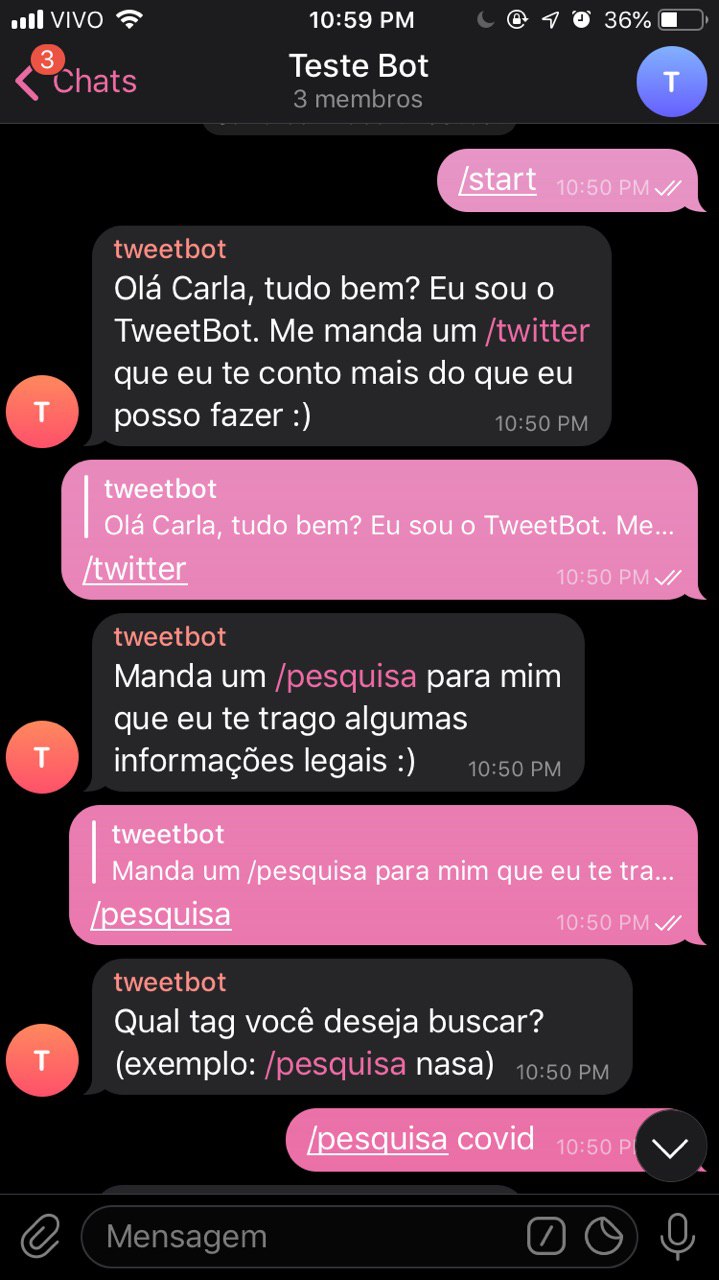 VIVO 10:59 PM 36%
3
Chats
Teste Bot
3 membros
T
/start 10:50 PM
tweetbot
Olá Carla, tudo bem? Eu sou o
TweetBot. Me manda um /twitter
que eu te conto mais do que eu
posso fazer :) 10:50 PM
T
tweetbot
Olá Carla, tudo bem? Eu sou o TweetBot. Me...
/twitter 10:50 PM
tweetbot
Manda um /pesquisa para mim
que eu te trago algumas
informações legais :) 10:50 PM
T
tweetbot
Manda um /pesquisa para mim que eu te tra...
/pesquisa 10:50 PM
tweetbot
Qual tag você deseja buscar?
(exemplo: /pesquisa nasa) 10:50 PM
T
/pesquisa covid 10:50
Mensagem